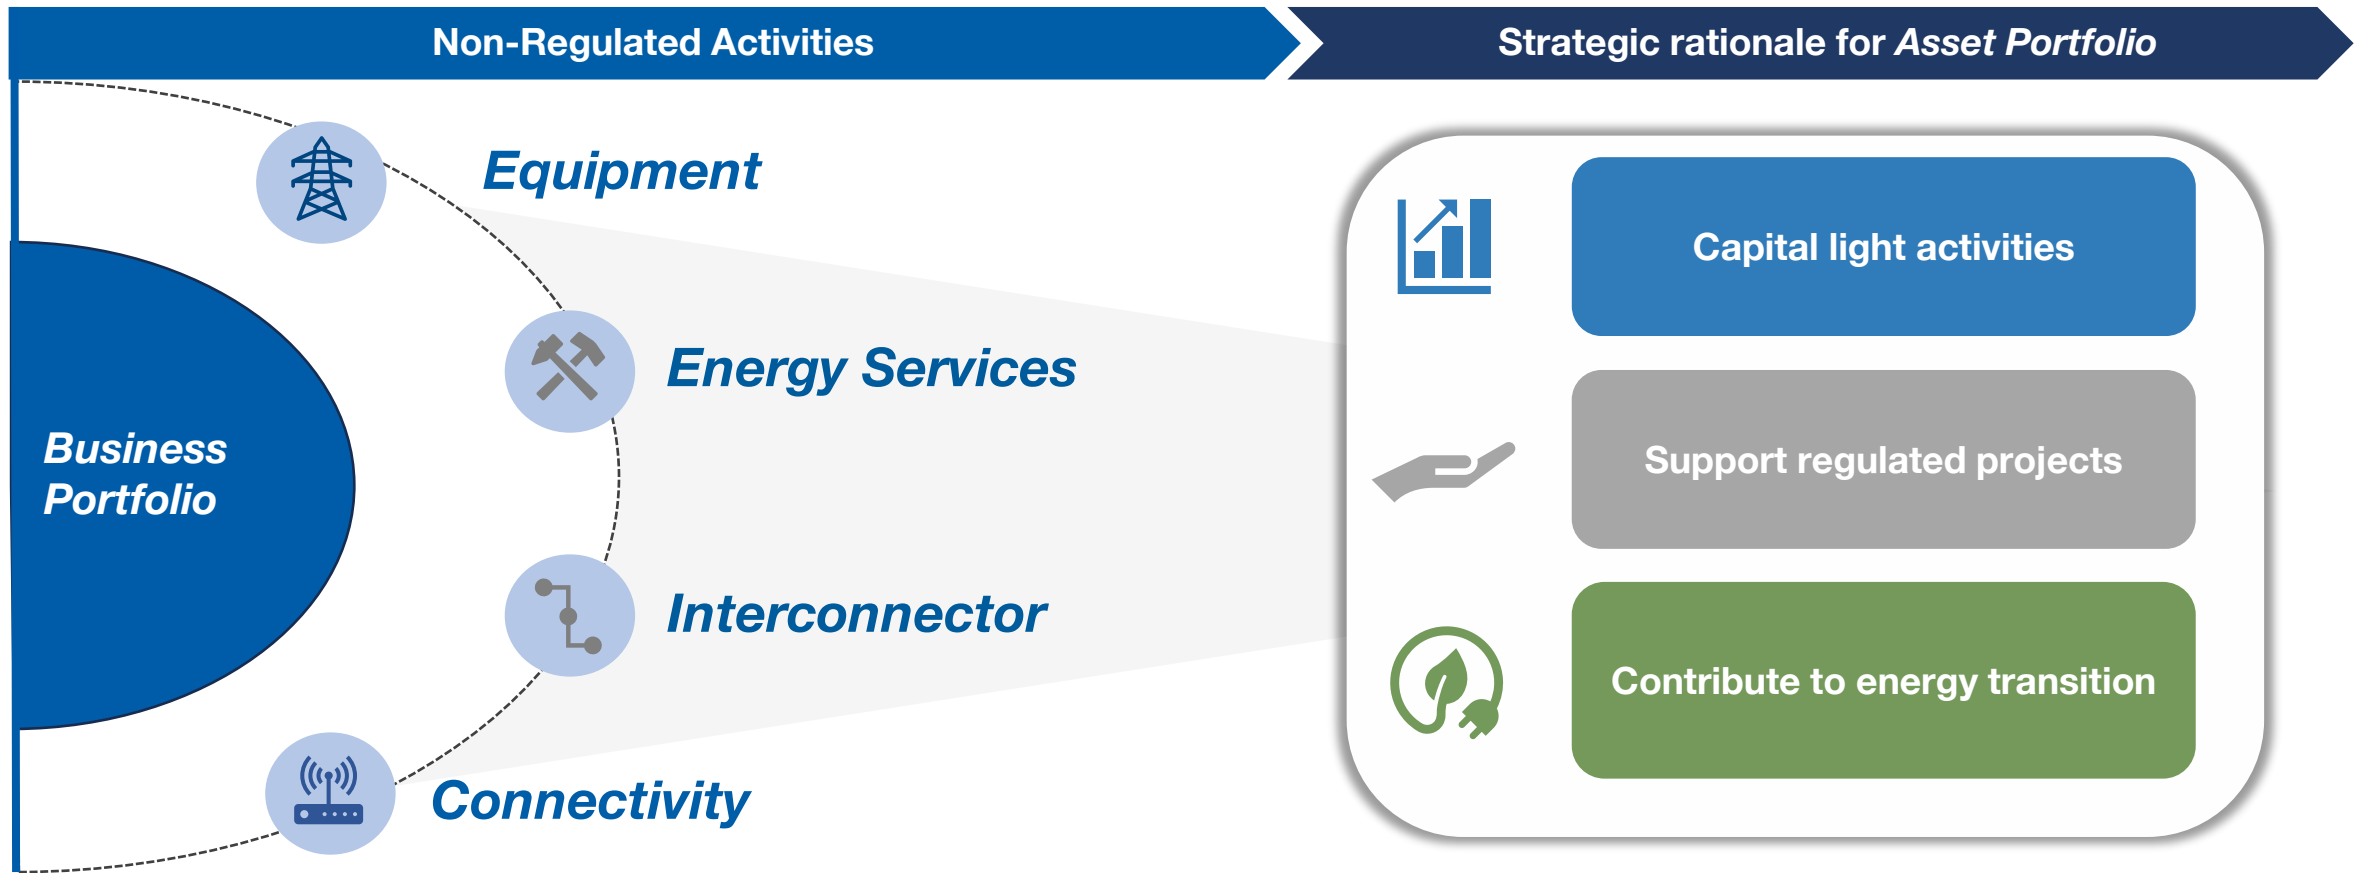 Non-Regulated Activities
Strategic rationale for Asset Portfolio
Equipment
Energy Services
Business
Portfolio
Interconnector
Connectivity
Capital light activities
Support regulated projects
Contribute to energy transition